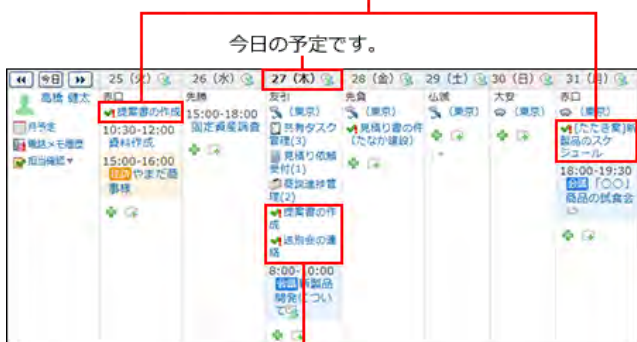 今日の予定です。
今日
25 (火)
26 (水)
27 (木)
28 (金)
29 (土)
30 (日)
31 (月)
高橋 健太
月予定
電話メモ履歴
担当確認▼
赤口
提案書の作成
10:30-12:00
資料作成
15:00-16:00
やまだ商
事様
先勝
15:00-18:00
固定資産調査
友引
(東京)
共有タスク
管理(3)
見積り依頼
受付(1)
商談進捗管
理(2)
提案書の作
成
送別会の連
絡
8:00-10:00
会議 新製品
開発につい
て
先負
(東京)
見積り書の件
(たなか建設)
仏滅
(東京)
大安
(東京)
赤口
(東京)
[たたき案]新
製品のスケ
ジュール
18:00-19:30
会議 「○○」
商品の試食会